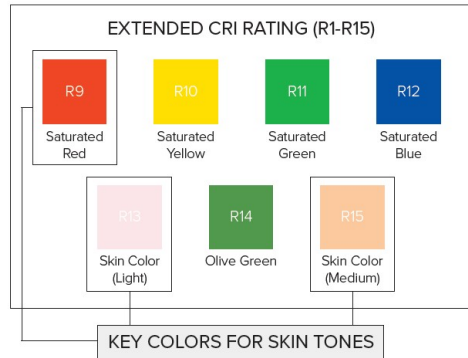 EXTENDED CRI RATING (R1-R15)
R9
R10
R11
R12
Saturated
Red
Saturated
Yellow
Saturated
Green
Saturated
Blue
R13
R14
R15
Skin Color
(Light)
Olive Green
Skin Color
(Medium)
KEY COLORS FOR SKIN TONES